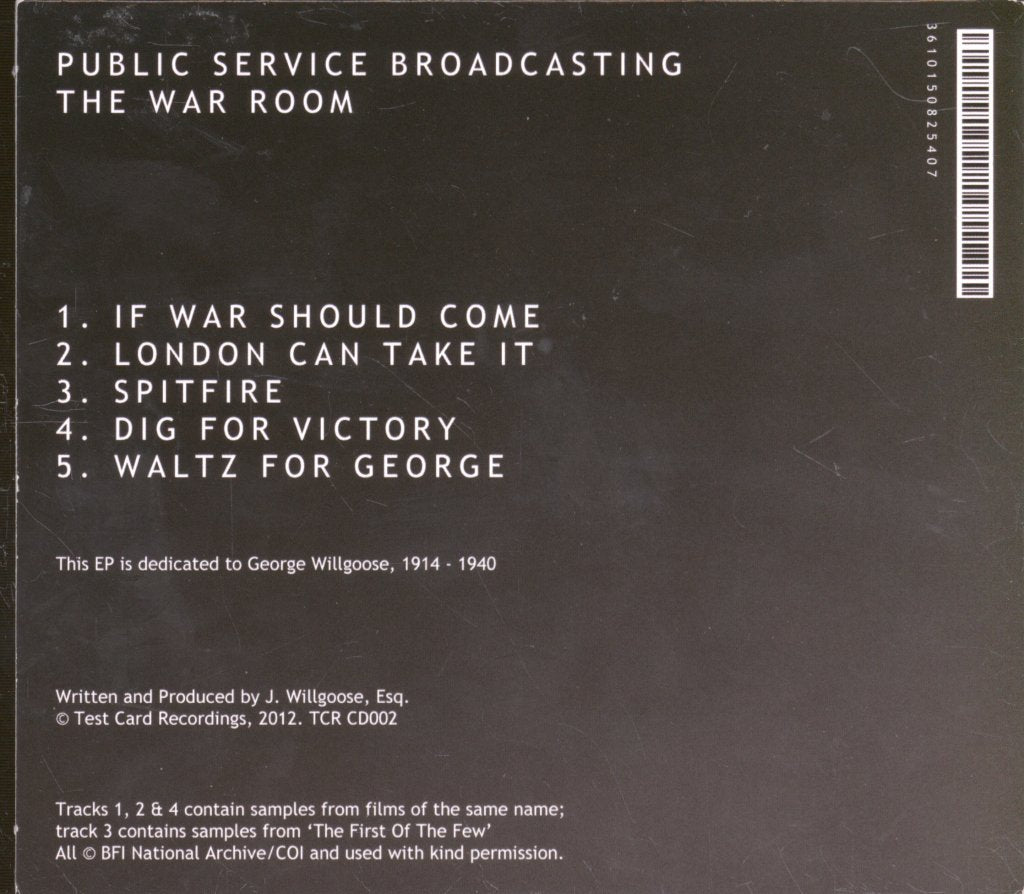 PUBLIC SERVICE BROADCASTING
THE WAR ROOM
3610150825407
1. IF WAR SHOULD COME
2. LONDON CAN TAKE IT
3. SPITFIRE
4. DIG FOR VICTORY
5. WALTZ FOR GEORGE
This EP is dedicated to George Willgoose, 1914 - 1940
Written and Produced by J. Willgoose, Esq.
© Test Card Recordings, 2012. TCR CD002
Tracks 1, 2 & 4 contain samples from films of the same name;
track 3 contains samples from ‘The First Of The Few’
All © BFI National Archive/COI and used with kind permission.